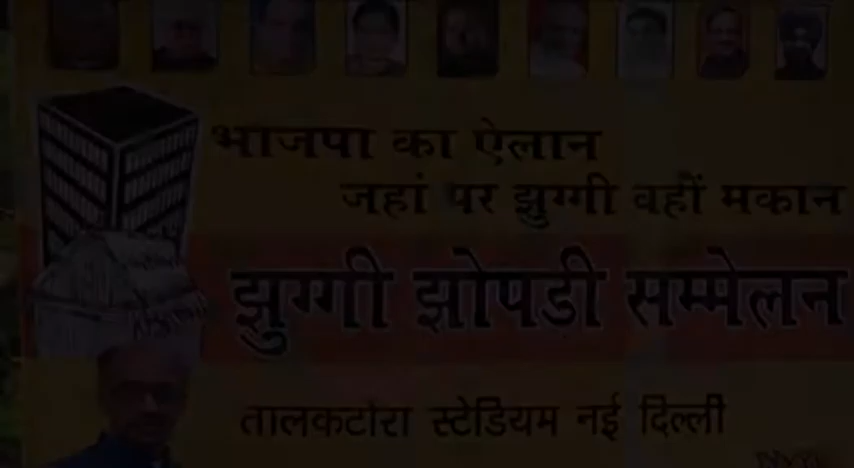 भाजपा का ऐलान
जहां पर झुग्गी वहीं मकान
झुग्गी झोपडी सम्मेलन
तालकटोरा स्टेडियम नई दिल्ली